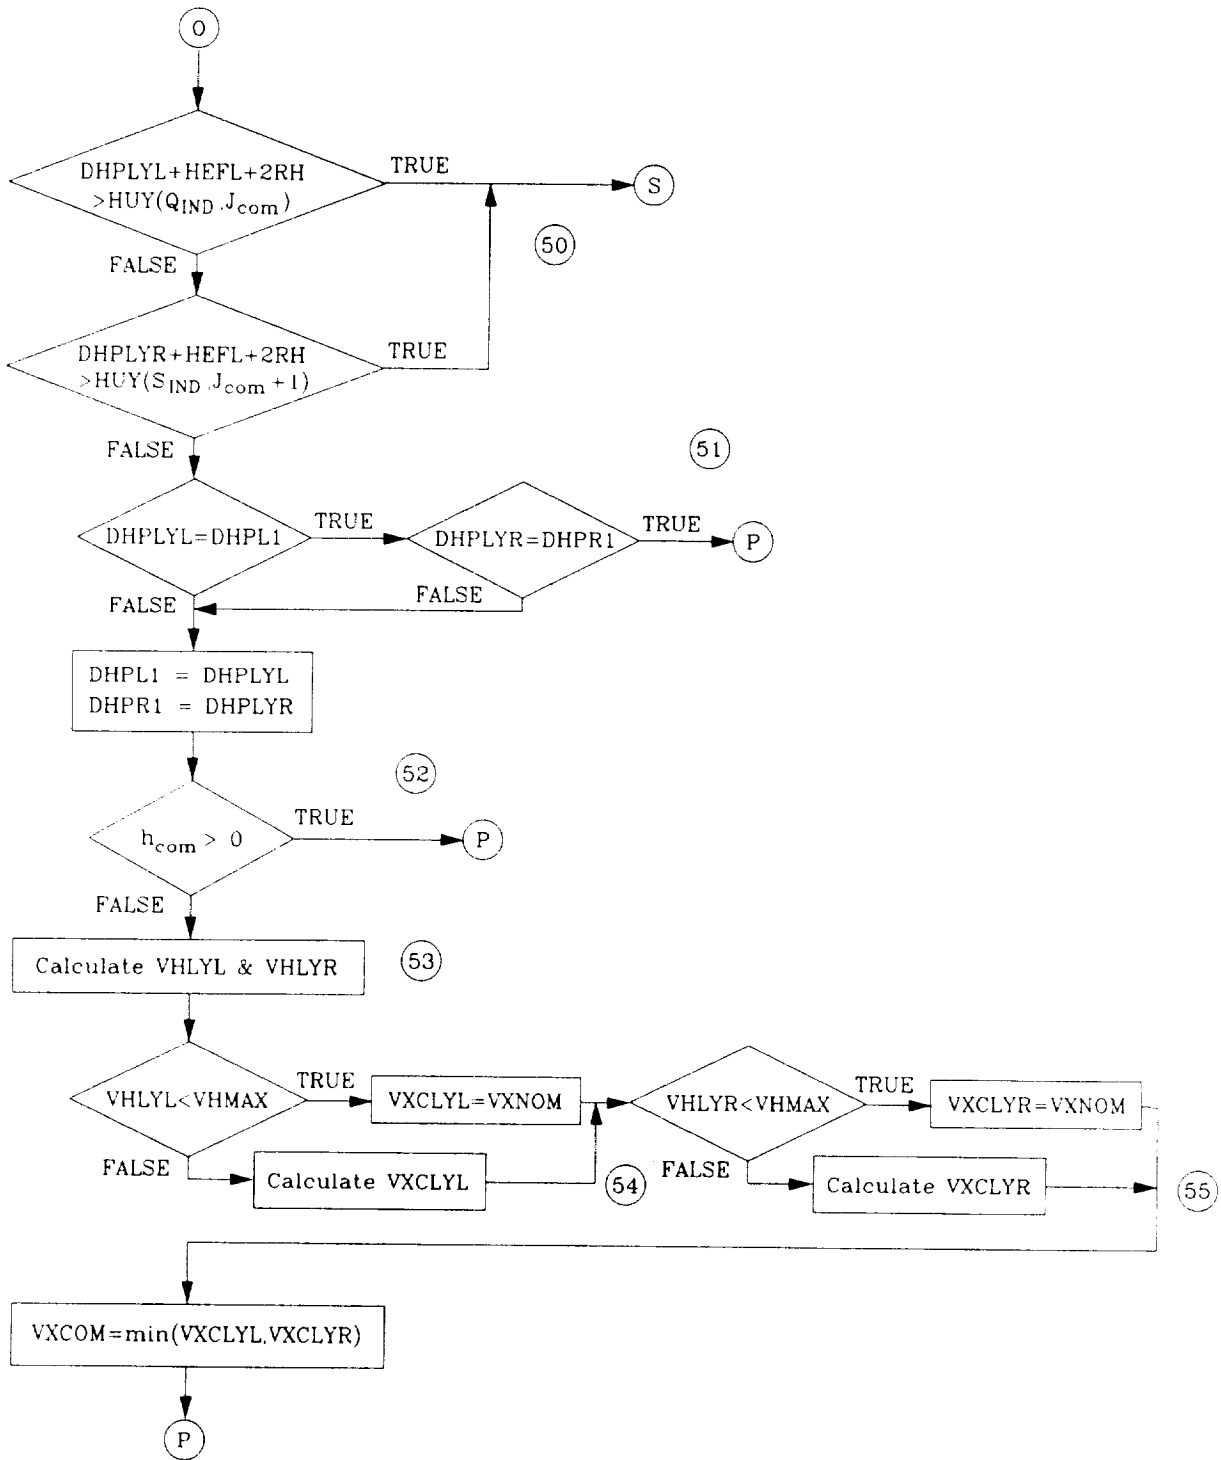 O
DHPLYL+HEFL+2RH
>HUY(QIND,Jcom)
TRUE
S
50
FALSE
DHPLYR+HEFL+2RH
>HUY(SIND,Jcom+1)
TRUE
FALSE
51
DHPLYL=DHPL1
TRUE
DHPLYR=DHPR1
TRUE
P
FALSE
FALSE
DHPL1 = DHPLYL
DHPR1 = DHPLYR
52
hcom > 0
TRUE
P
FALSE
Calculate VHLYL & VHLYR
53
VHLYL<VHMAX
TRUE
VXCLYL=VXNOM
VHLYR<VHMAX
TRUE
VXCLYR=VXNOM
FALSE
Calculate VXCLYL
54
FALSE
Calculate VXCLYR
55
VXCOM=min(VXCLYL,VXCLYR)
P